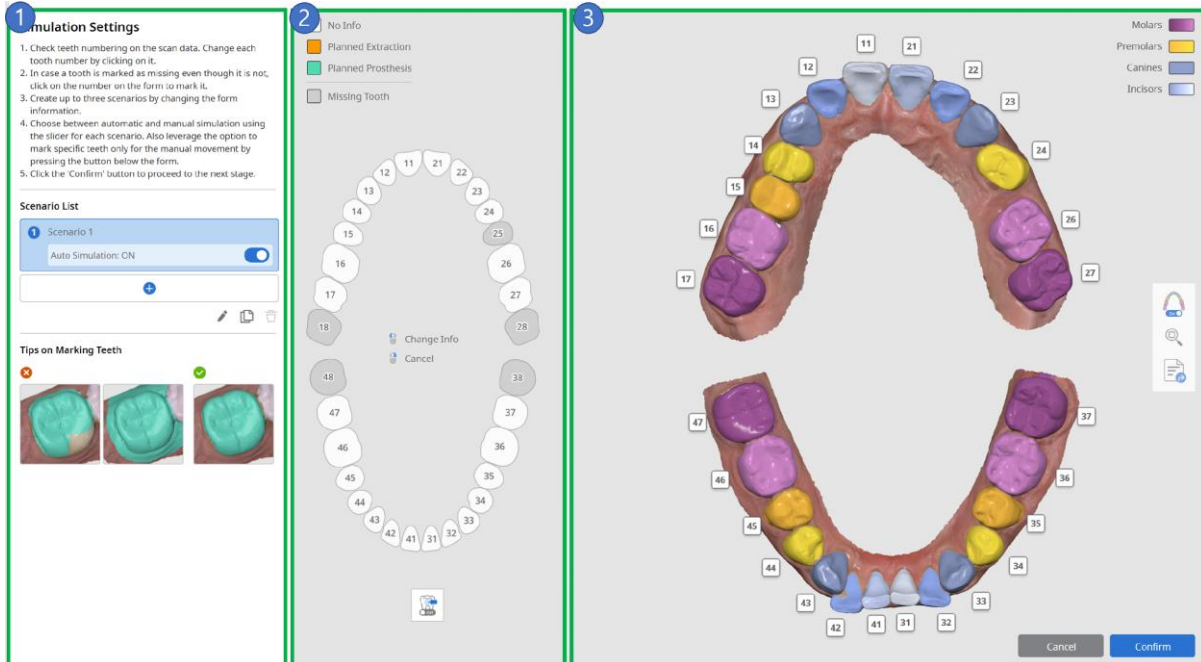 1
Simulation Settings
1. Check teeth numbering on the scan data. Change each
tooth number by clicking on it.
2. In case a tooth is marked as missing even though it is not,
click on the number on the form to mark it.
3. Create up to three scenarios by changing the form
information.
4. Choose between automatic and manual simulation using
the slider for each scenario. Also leverage the option to
mark specific teeth only for the manual movement by
pressing the button below the form.
5. Click the 'Confirm' button to proceed to the next stage.
Scenario List
1 Scenario 1
Auto Simulation: ON
Tips on Marking Teeth
2
No Info
Planned Extraction
Planned Prosthesis
Missing Tooth
11 21
12 22
13 23
14 24
15 25
16 26
17 27
18 28
Change Info
Cancel
48 38
47 37
46 36
45 35
44 34
43 33
42 41 31 32
3
Molars
Premolars
Canines
Incisors
11 21
12 22
13 23
14 24
15
16 26
17 27
47 37
46 36
45 35
44 34
43 33
42 41 31 32
Cancel Confirm